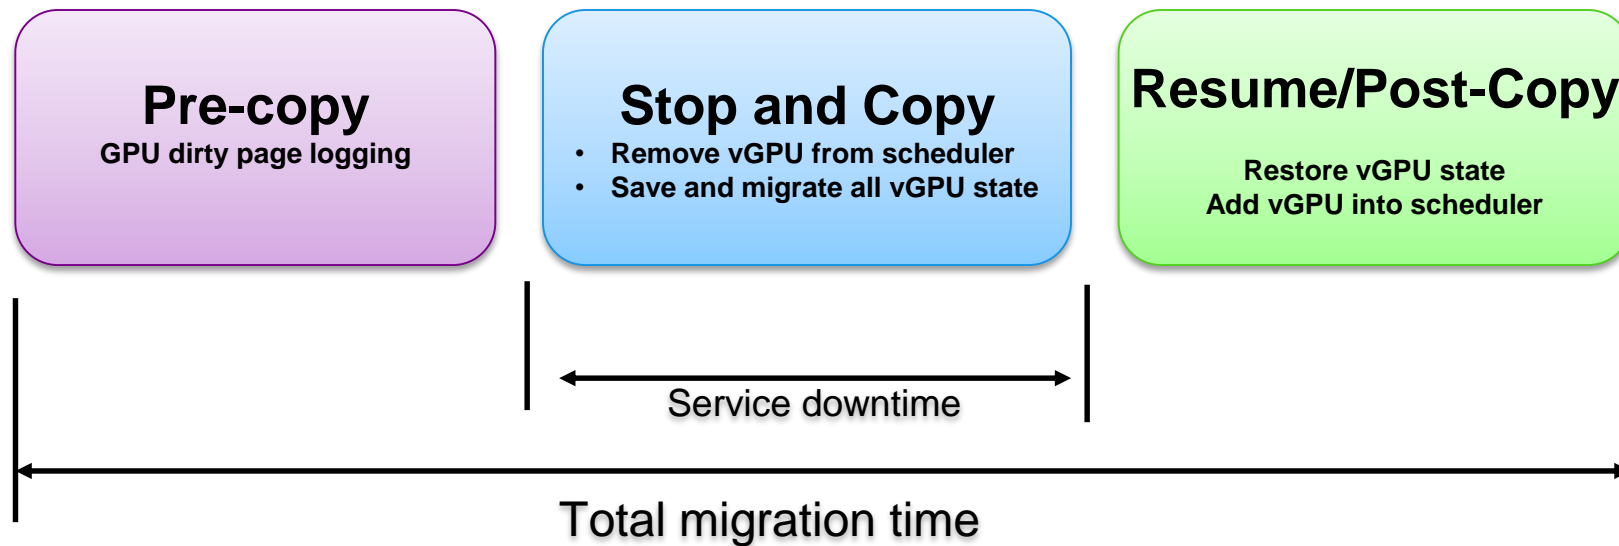 Pre-copy
GPU dirty page logging
Stop and Copy
• Remove vGPU from scheduler
• Save and migrate all vGPU state
Resume/Post-Copy
Restore vGPU state
Add vGPU into scheduler
Service downtime
Total migration time